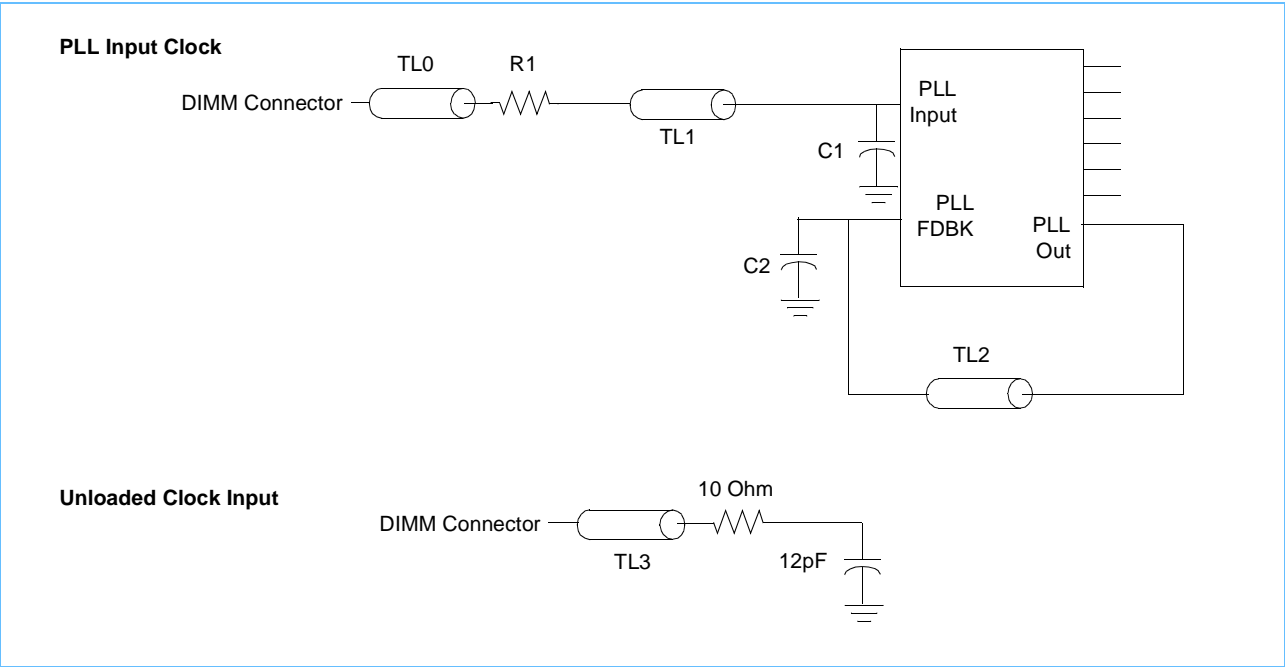 PLL Input Clock
TL0
R1
DIMM Connector
TL1
PLL
Input
C1
PLL
FDBK
PLL
Out
C2
TL2
Unloaded Clock Input
10 Ohm
DIMM Connector
TL3
12pF